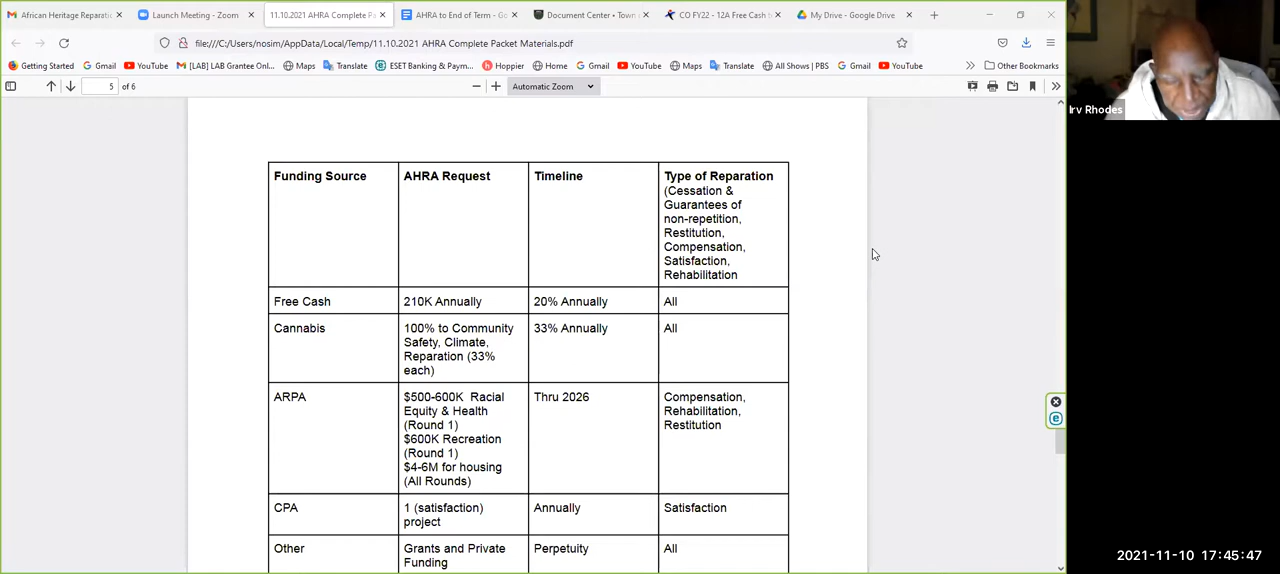 African Heritage Reparatio
Launch Meeting - Zoom
11.10.2021 AHRA Complete Pa
AHRA to End of Term - Go
Document Center • Town
CO FY22 - 12A Free Cash
My Drive - Google Drive
file:///C:/Users/nosim/AppData/Local/Temp/11.10.2021 AHRA Complete Packet Materials.pdf
Getting Started
Gmail
YouTube
[LAB] LAB Grantee Onl...
Maps
Translate
ESET Banking & Paym...
Hoppier
Home
All Shows | PBS
YouTube
Maps
Translate
All Shows | PBS
Gmail
YouTube
Other Bookmarks
5 of 6
Automatic Zoom
Irv Rhodes
Funding Source
AHRA Request
Timeline
Type of Reparation
(Cessation &
Guarantees of
non-repetition,
Restitution,
Compensation,
Satisfaction,
Rehabilitation
Free Cash
210K Annually
20% Annually
All
Cannabis
100% to Community
Safety, Climate,
Reparation (33%
each)
33% Annually
All
ARPA
$500-600K Racial
Equity & Health
(Round 1)
$600K Recreation
(Round 1)
$4-6M for housing
(All Rounds)
Thru 2026
Compensation,
Rehabilitation,
Restitution
CPA
1 (satisfaction)
project
Annually
Satisfaction
Other
Grants and Private
Funding
Perpetuity
All
2021-11-10 17:45:47